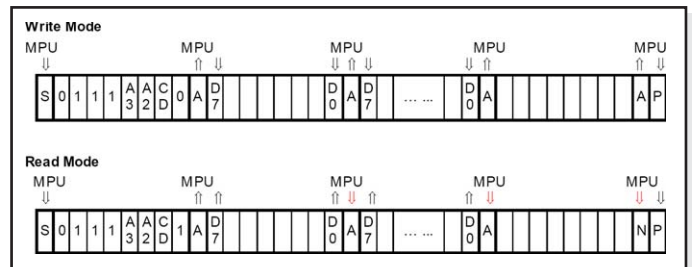 Write Mode
MPU MPU MPU MPU MPU
⇓ ⇑ ⇓ ⇓ ⇑ ⇓ ⇓ ⇑ ⇑ ⇓
S 0 1 1 1 A3 A2 CD 0 A D7 D0 A D7 ... ... D0 A A P
Read Mode
MPU MPU MPU MPU MPU
⇓ ⇑ ⇑ ⇑ ⇓ ⇑ ⇑ ⇓ ⇓ ⇓
S 0 1 1 1 A3 A2 CD 1 A D7 D0 A D7 ... ... D0 A N P